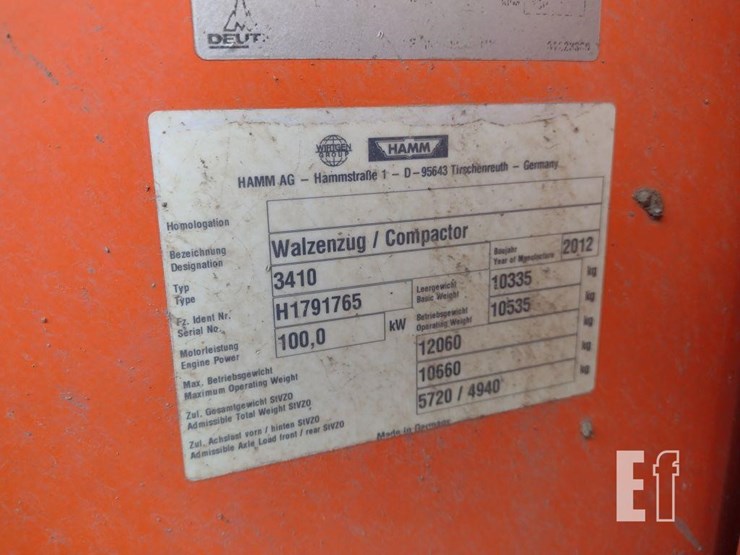 DEUT
WIRTGEN GROUP
HAMM
HAMM AG – Hammstraße 1 – D–95643 Tirschenreuth – Germany
Homologation
Bezeichnung
Designation
Walzenzug / Compactor
Typ
Type
3410
Baujahr
Year of Manufacture
2012
Fz. Ident Nr.
Serial No.
H1791765
Leergewicht
Basic Weight
10335 kg
Motorleistung
Engine Power
100,0 kW
Betriebsgewicht
Operating Weight
10535 kg
Max. Betriebsgewicht
Maximum Operating Weight
12060 kg
Zul. Gesamtgewicht StVZO
Admissible Total Weight StVZO
10660 kg
Zul. Achslast vorn / hinten StVZO
Admissible Axle Load front / rear StVZO
5720 / 4940 kg
Made in Germany
Ef